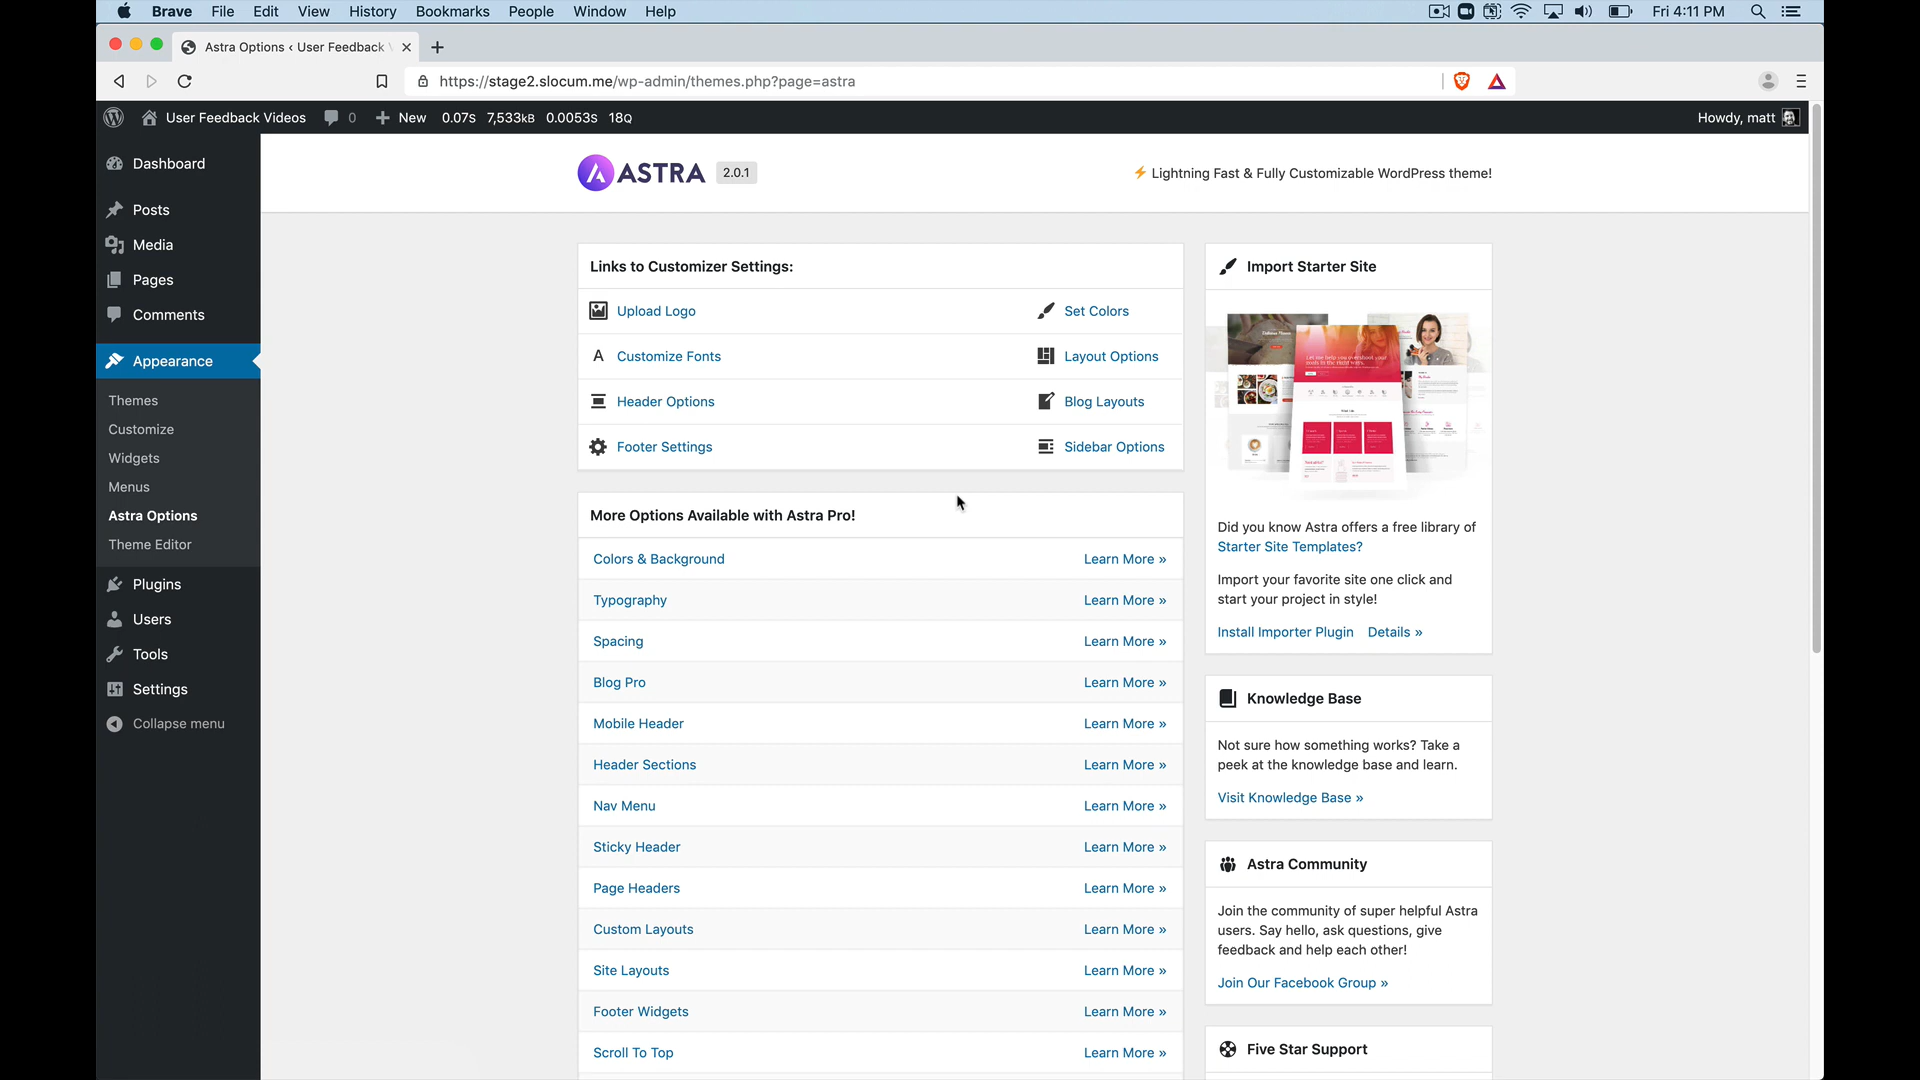 Brave File Edit View History Bookmarks People Window Help Fri 4:11 PM
Astra Options ‹ User Feedback
https://stage2.slocum.me/wp-admin/themes.php?page=astra
User Feedback Videos 0 New 0.07S 7,533KB 0.0053S 18Q Howdy, matt
Dashboard
Posts
Media
Pages
Comments
Appearance
Themes
Customize
Widgets
Menus
Astra Options
Theme Editor
Plugins
Users
Tools
Settings
Collapse menu
ASTRA 2.0.1
Lightning Fast & Fully Customizable WordPress theme!
Links to Customizer Settings:
Upload Logo Set Colors
Customize Fonts Layout Options
Header Options Blog Layouts
Footer Settings Sidebar Options
More Options Available with Astra Pro!
Colors & Background Learn More »
Typography Learn More »
Spacing Learn More »
Blog Pro Learn More »
Mobile Header Learn More »
Header Sections Learn More »
Nav Menu Learn More »
Sticky Header Learn More »
Page Headers Learn More »
Custom Layouts Learn More »
Site Layouts Learn More »
Footer Widgets Learn More »
Scroll To Top Learn More »
Import Starter Site
Did you know Astra offers a free library of
Starter Site Templates?
Import your favorite site one click and
start your project in style!
Install Importer Plugin Details »
Knowledge Base
Not sure how something works? Take a
peek at the knowledge base and learn.
Visit Knowledge Base »
Astra Community
Join the community of super helpful Astra
users. Say hello, ask questions, give
feedback and help each other!
Join Our Facebook Group »
Five Star Support